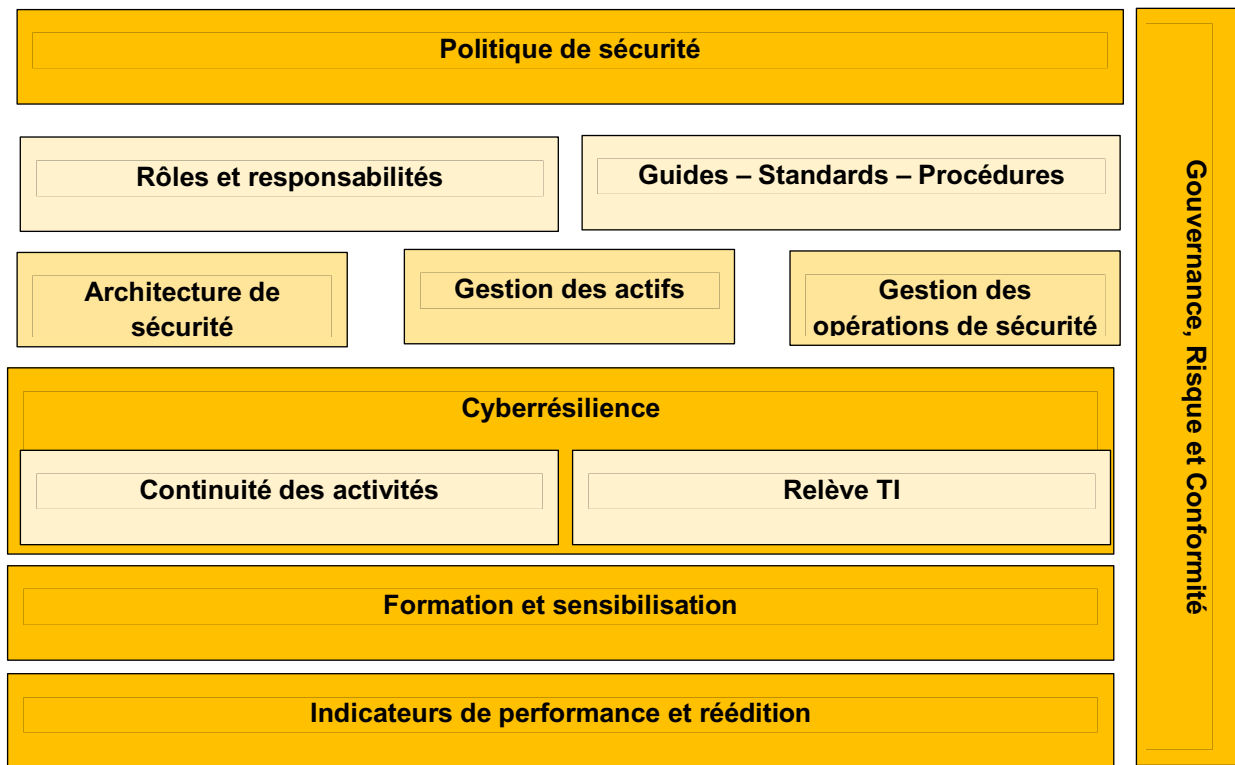 Politique de sécurité
Rôles et responsabilités
Guides – Standards – Procédures
Architecture de
sécurité
Gestion des actifs
Gestion des
opérations de sécurité
Cyberrésilience
Continuité des activités
Relève TI
Formation et sensibilisation
Indicateurs de performance et réédition
Gouvernance, Risque et Conformité